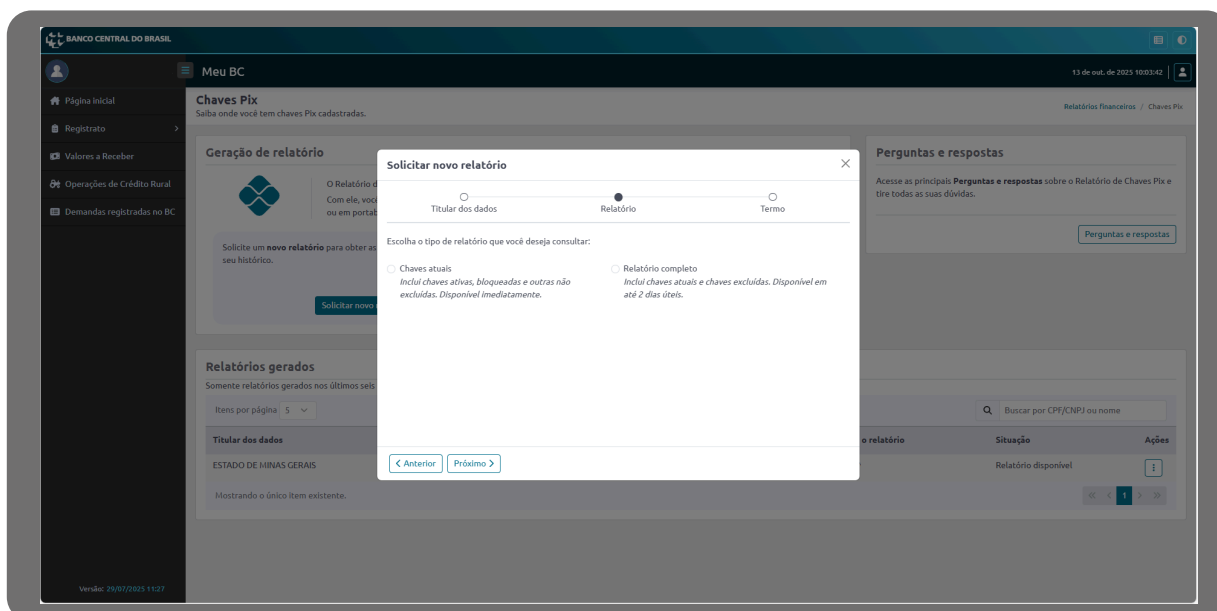 BANCO CENTRAL DO BRASIL
Meu BC
13 de out. de 2025 10:03:42
Página inicial
Registrato
Valores a Receber
Operações de Crédito Rural
Demandas registradas no BC
Versão: 29/07/2025 11:27
Chaves Pix
Saiba onde você tem chaves Pix cadastradas.
Relatórios financeiros / Chaves Pix
Geração de relatório
O Relatório d
Com ele, você
ou em portab
Solicite um novo relatório para obter as
seu histórico.
Solicitar novo
Perguntas e respostas
Acesse as principais Perguntas e respostas sobre o Relatório de Chaves Pix e
tire todas as suas dúvidas.
Perguntas e respostas
Solicitar novo relatório
Titular dos dados
Relatório
Termo
Escolha o tipo de relatório que você deseja consultar:
Chaves atuais
Inclui chaves ativas, bloqueadas e outras não
excluídas. Disponível imediatamente.
Relatório completo
Inclui chaves atuais e chaves excluídas. Disponível em
até 2 dias úteis.
Anterior
Próximo
Relatórios gerados
Somente relatórios gerados nos últimos seis
Itens por página 5
Buscar por CPF/CNPJ ou nome
Titular dos dados
o relatório
Situação
Ações
ESTADO DE MINAS GERAIS
Relatório disponível
Mostrando o único item existente.
« < 1 > »